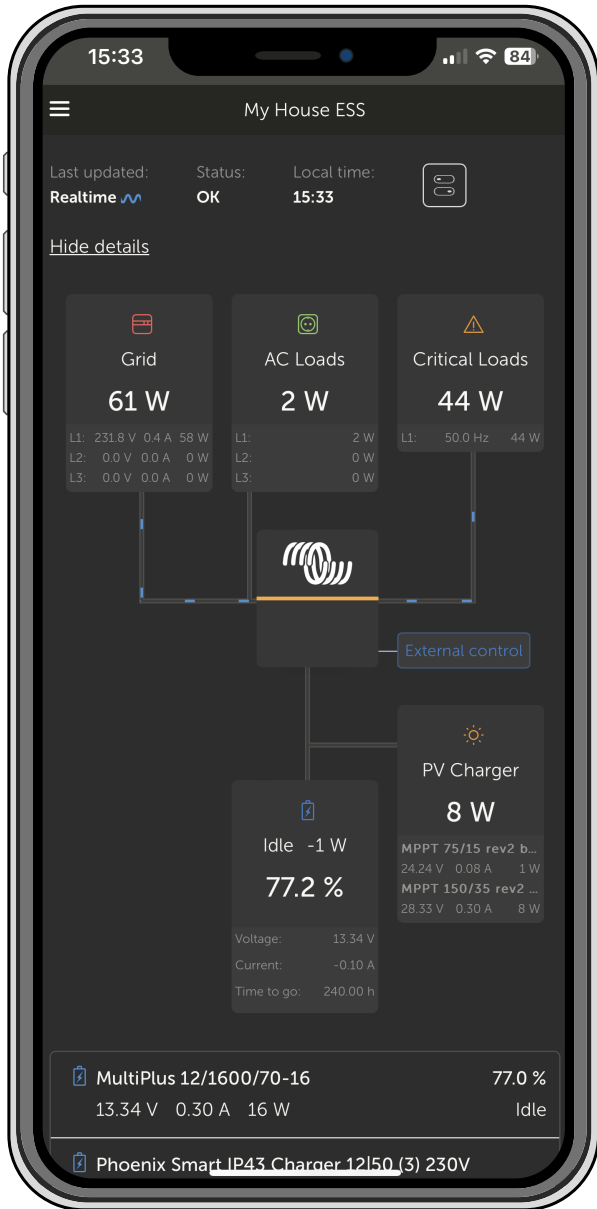 15:33
84
My House ESS
Last updated: Status: Local time:
Realtime OK 15:33
Hide details
Grid
61 W
L1: 231.8 V 0.4 A 58 W
L2: 0.0 V 0.0 A 0 W
L3: 0.0 V 0.0 A 0 W
AC Loads
2 W
L1: 2 W
L2: 0 W
L3: 0 W
Critical Loads
44 W
L1: 50.0 Hz 44 W
External control
PV Charger
8 W
MPPT 75/15 rev2 b...
24.24 V 0.08 A 1 W
MPPT 150/35 rev2 ...
28.33 V 0.30 A 8 W
Idle -1 W
77.2 %
Voltage: 13.34 V
Current: -0.10 A
Time to go: 240.00 h
MultiPlus 12/1600/70-16 77.0 %
13.34 V 0.30 A 16 W Idle
Phoenix Smart IP43 Charger 12|50 (3) 230V